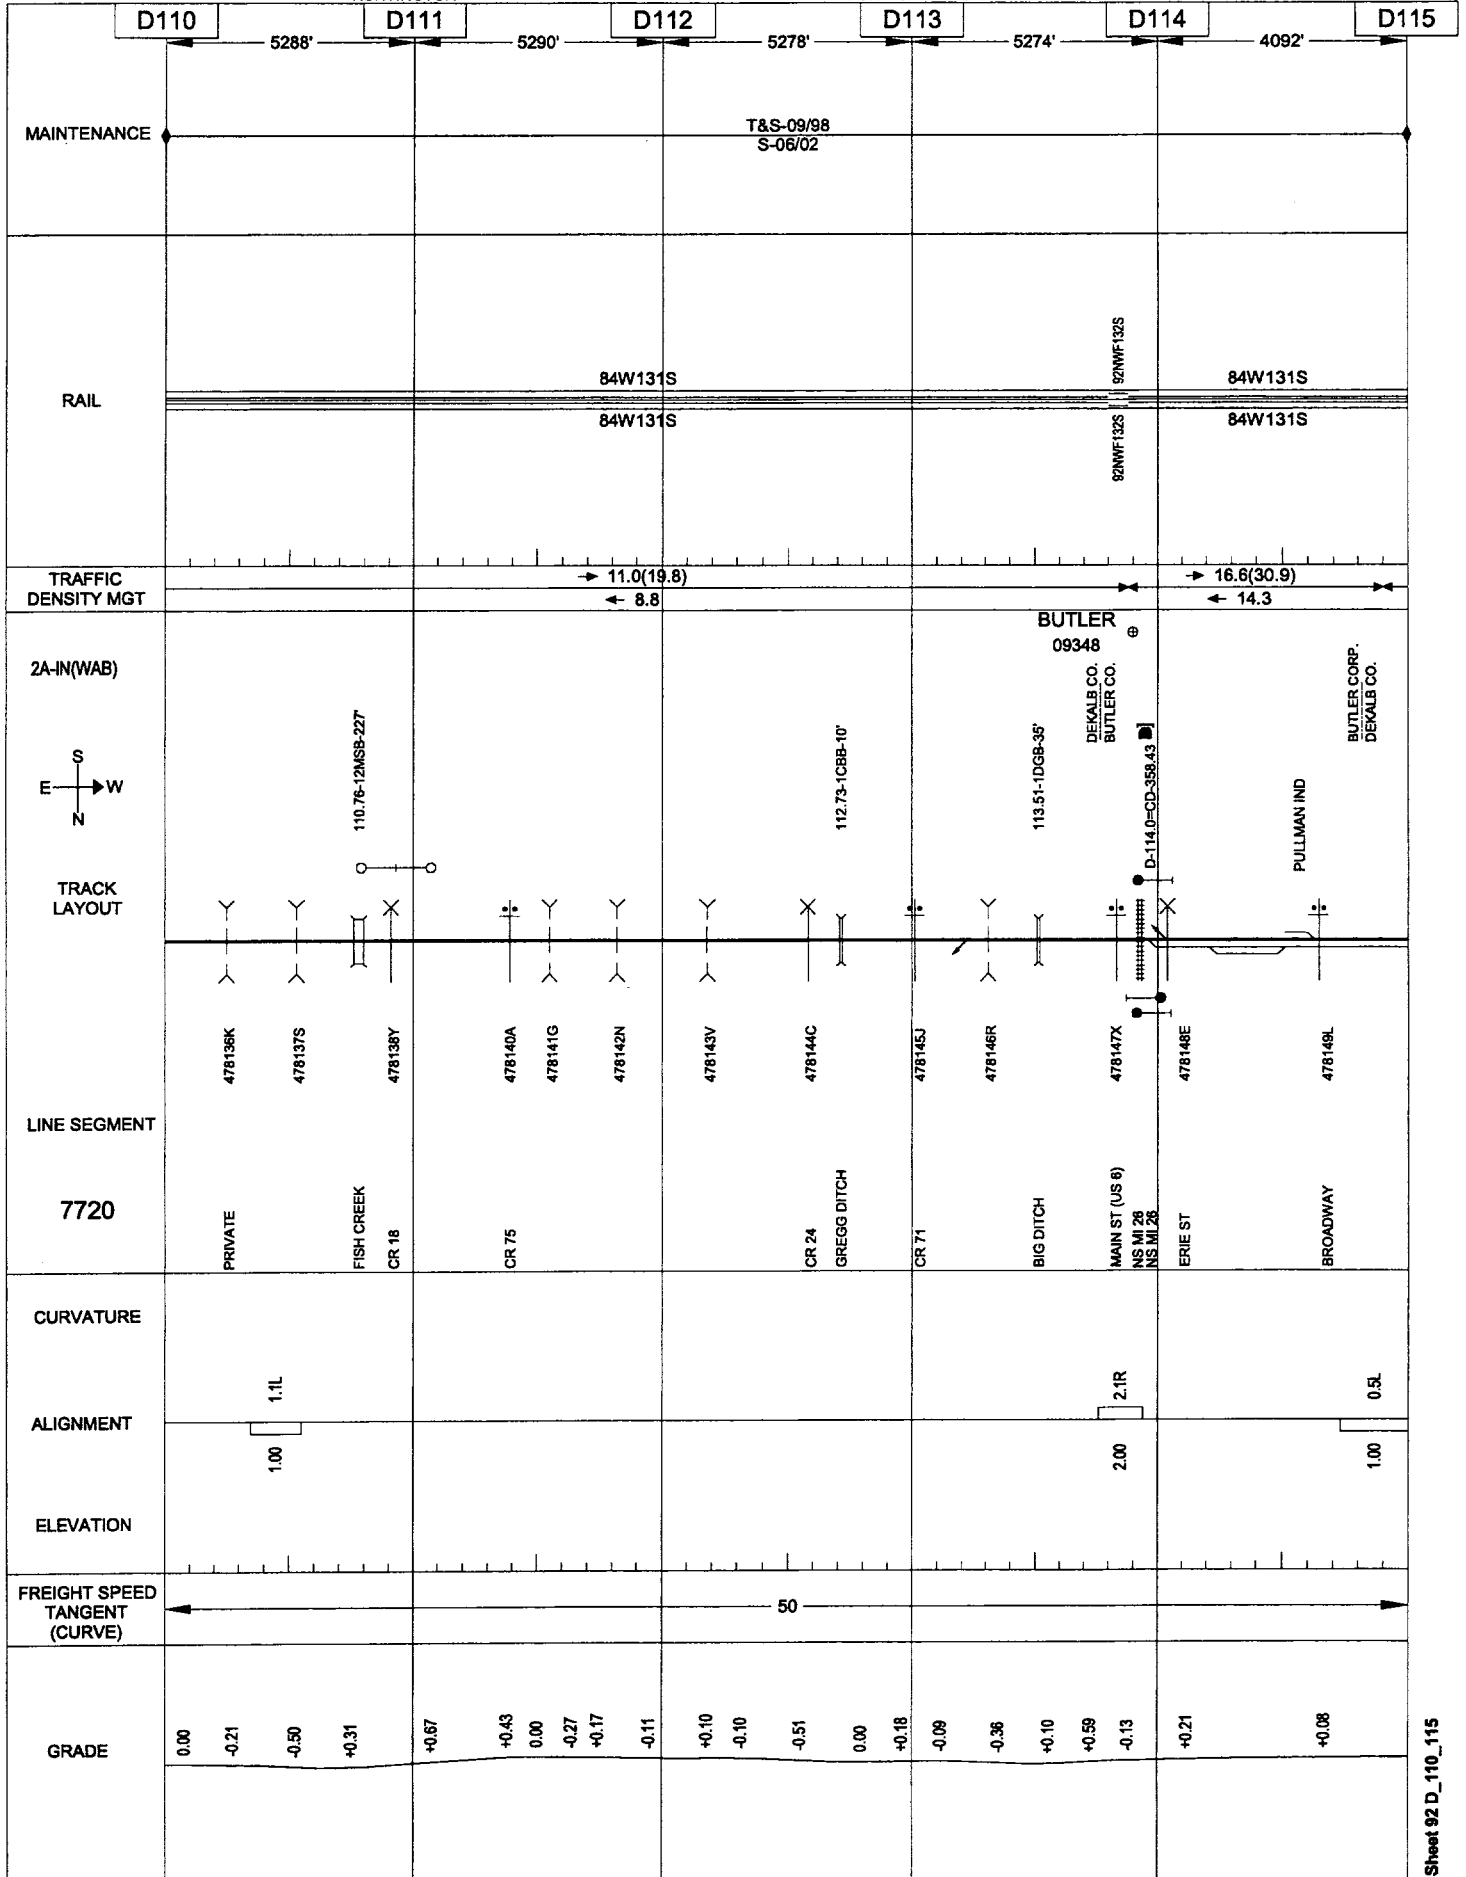 D110 D111 D112 D113 D114 D115
5288' 5290' 5278' 5274' 4092'
MAINTENANCE
T&S-09/98
S-06/02
RAIL
84W131S
84W131S
92NWF132S
92NWF132S
84W131S
84W131S
TRAFFIC
DENSITY MGT
→ 11.0(19.8)
← 8.8
→ 16.6(30.9)
← 14.3
2A-IN(WAB)
S
E W
N
BUTLER
09348
DEKALB CO.
BUTLER CO.
BUTLER CORP.
DEKALB CO.
110.76-12MSB-227'
112.73-1CBB-10'
113.51-1DGB-35'
D-114.0=CD-358.43
PULLMAN IND
TRACK
LAYOUT
478136K
478137S
478138Y
478140A
478141G
478142N
478143V
478144C
478145J
478146R
478147X
478148E
478149L
LINE SEGMENT
7720
PRIVATE
FISH CREEK
CR 18
CR 75
CR 24
GREGG DITCH
CR 71
BIG DITCH
MAIN ST (US 6)
NS MI 26
NS MI 26
ERIE ST
BROADWAY
CURVATURE
1.1L 2.1R 0.5L
ALIGNMENT
1.00 2.00 1.00
ELEVATION
FREIGHT SPEED
TANGENT
(CURVE)
50
GRADE
0.00
-0.21
-0.50
+0.31
+0.67
+0.43
0.00
-0.27
+0.17
-0.11
+0.10
-0.10
-0.51
0.00
+0.18
-0.09
-0.36
+0.10
+0.59
-0.13
+0.21
+0.08
Sheet 92 D_110_115